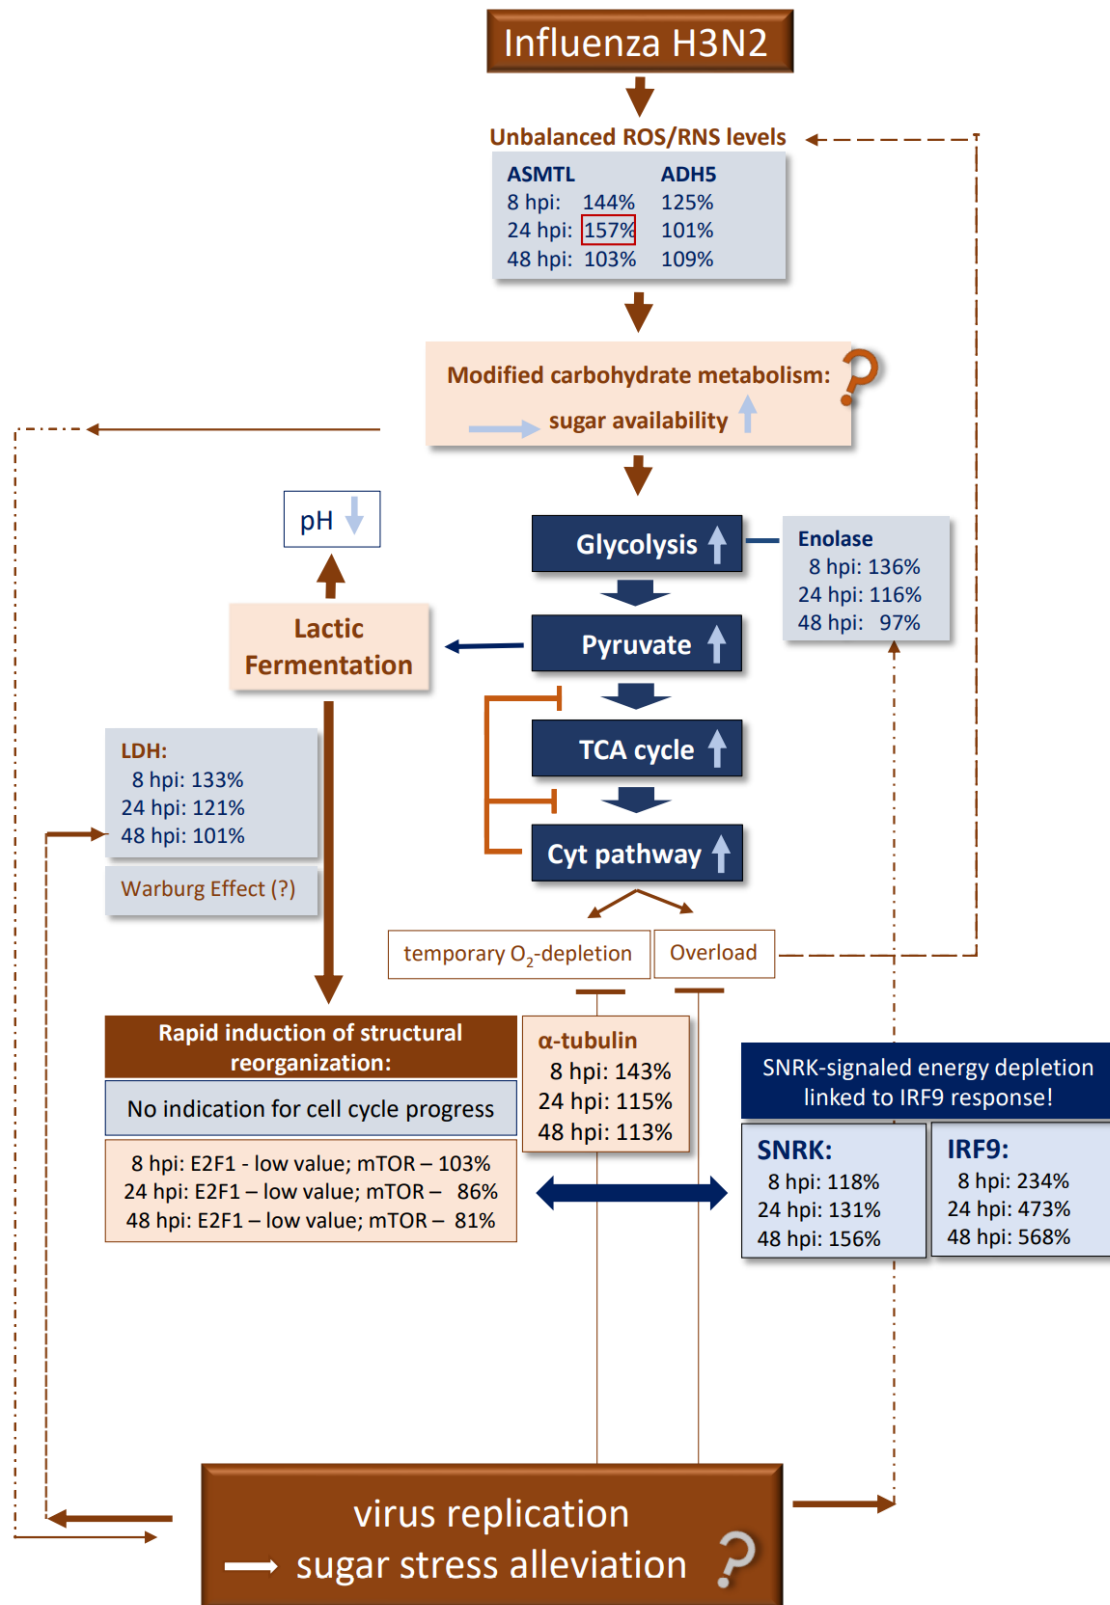 Influenza H3N2
Unbalanced ROS/RNS levels
ASMTL ADH5
8 hpi: 144% 125%
24 hpi: 157% 101%
48 hpi: 103% 109%
Modified carbohydrate metabolism:
sugar availability
?
pH
Glycolysis
Enolase
8 hpi: 136%
24 hpi: 116%
48 hpi: 97%
Lactic
Fermentation
Pyruvate
TCA cycle
LDH:
8 hpi: 133%
24 hpi: 121%
48 hpi: 101%
Cyt pathway
Warburg Effect (?)
temporary O₂-depletion
Overload
Rapid induction of structural
reorganization:
No indication for cell cycle progress
8 hpi: E2F1 - low value; mTOR – 103%
24 hpi: E2F1 – low value; mTOR – 86%
48 hpi: E2F1 – low value; mTOR – 81%
α-tubulin
8 hpi: 143%
24 hpi: 115%
48 hpi: 113%
SNRK-signaled energy depletion
linked to IRF9 response!
SNRK:
8 hpi: 118%
24 hpi: 131%
48 hpi: 156%
IRF9:
8 hpi: 234%
24 hpi: 473%
48 hpi: 568%
virus replication
sugar stress alleviation ?